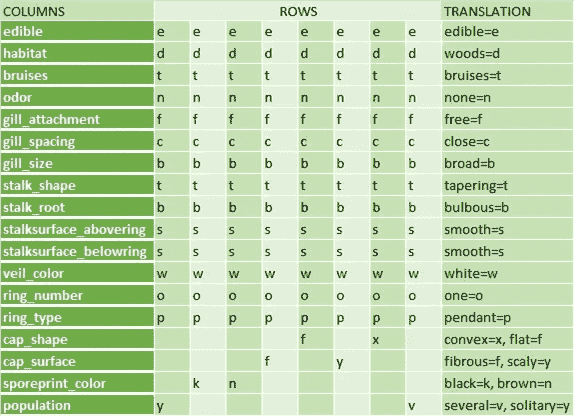 COLUMNS ROWS TRANSLATION
edible e e e e e e e e edible=e
habitat d d d d d d d d woods=d
bruises t t t t t t t t bruises=t
odor n n n n n n n n none=n
gill_attachment f f f f f f f f free=f
gill_spacing c c c c c c c c close=c
gill_size b b b b b b b b broad=b
stalk_shape t t t t t t t t tapering=t
stalk_root b b b b b b b b bulbous=b
stalksurface_abovering s s s s s s s s smooth=s
stalksurface_belowring s s s s s s s s smooth=s
veil_color w w w w w w w w white=w
ring_number o o o o o o o o one=o
ring_type p p p p p p p p pendant=p
cap_shape f x convex=x, flat=f
cap_surface f y fibrous=f, scaly=y
sporeprint_color k n black=k, brown=n
population y v several=v, solitary=y